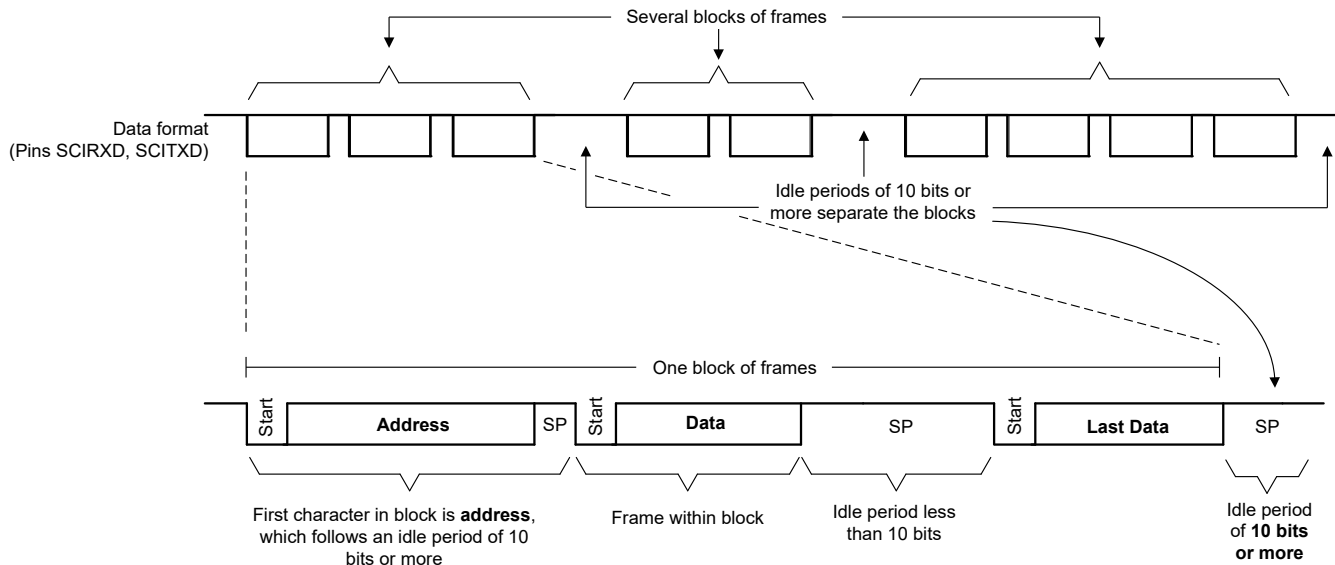 Several blocks of frames
Data format
(Pins SCIRXD, SCITXD)
Idle periods of 10 bits or
more separate the blocks
One block of frames
Start
Address
SP
Start
Data
SP
Start
Last Data
SP
First character in block is address,
which follows an idle period of 10
bits or more
Frame within block
Idle period less
than 10 bits
Idle period
of 10 bits
or more